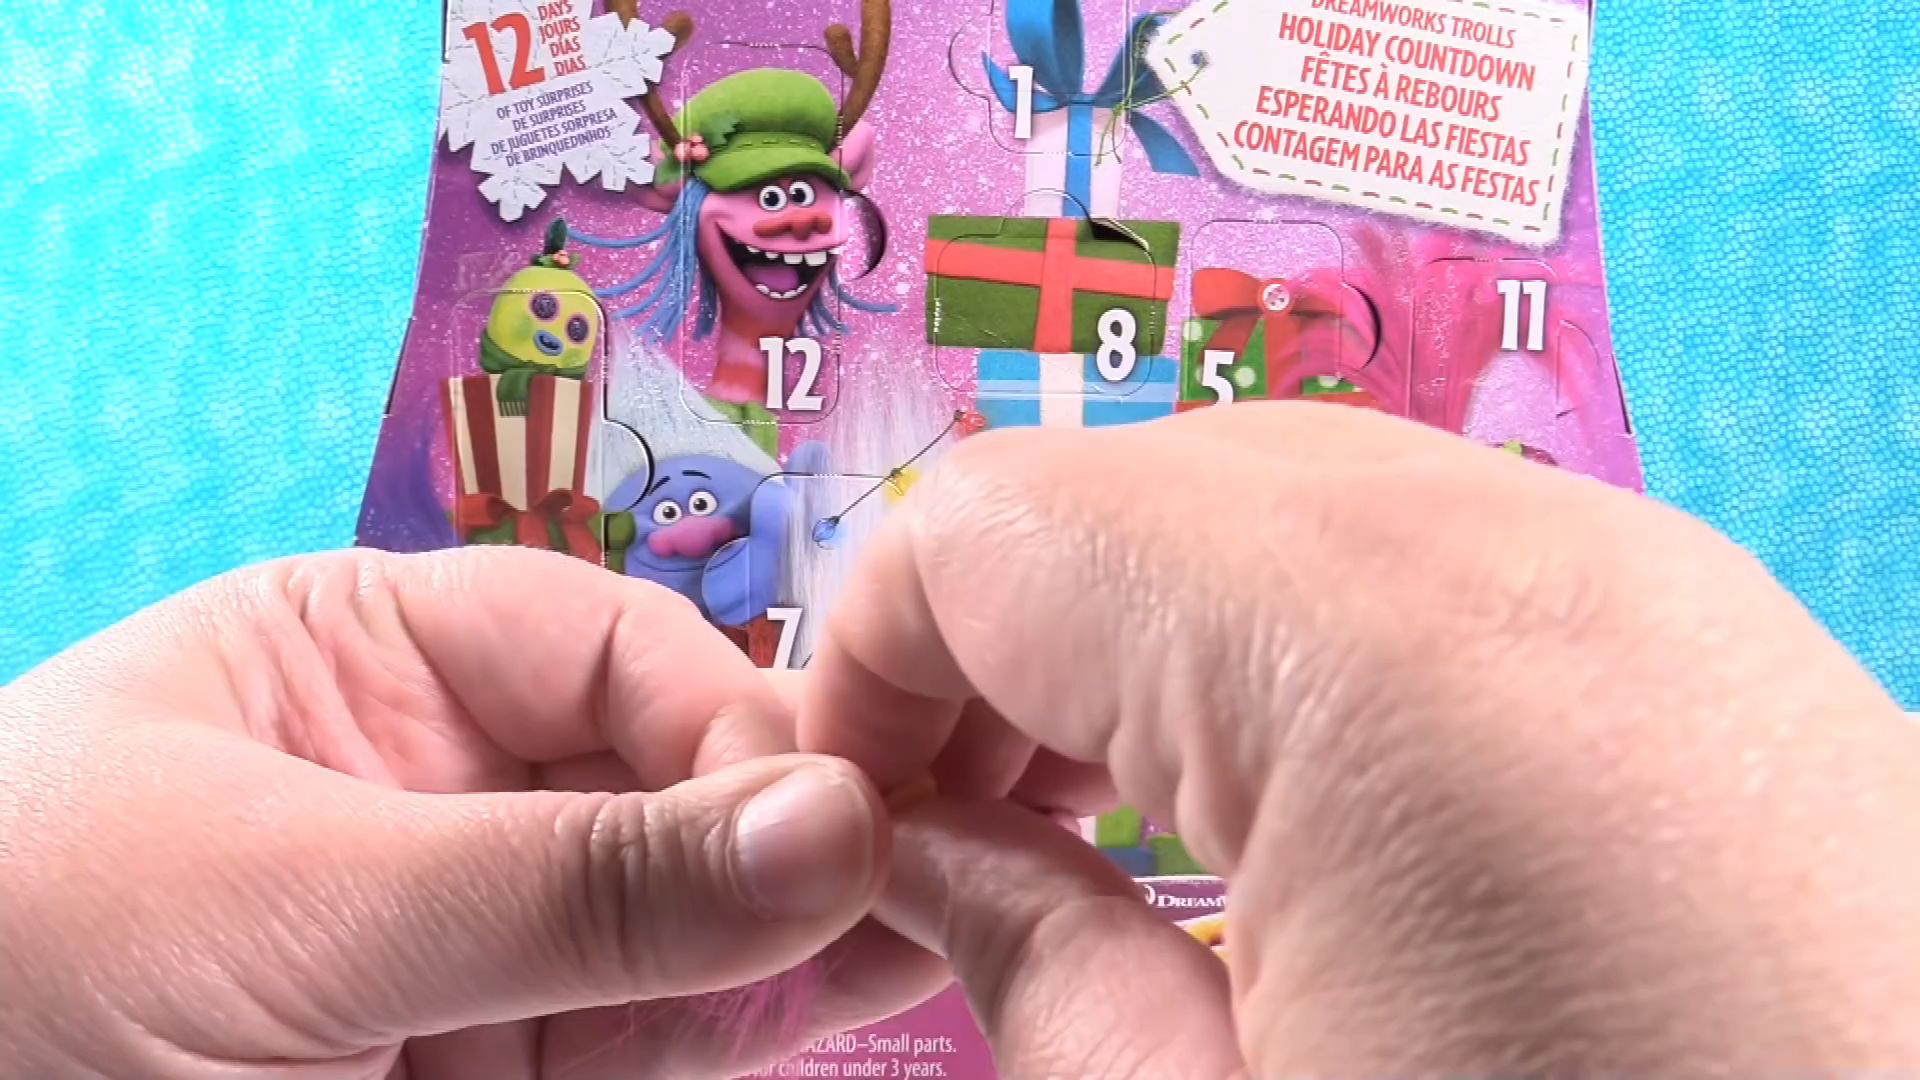 12
DAYS
JOURS
DÍAS
DIAS
OF TOY SURPRISES
DE SURPRISES
DE JUGUETES SORPRESA
DE BRINQUEDINHOS
DREAMWORKS TROLLS
HOLIDAY COUNTDOWN
FÊTES À REBOURS
ESPERANDO LAS FIESTAS
CONTAGEM PARA AS FESTAS
1
11
8
12
5
7
Small parts.
children under 3 years.